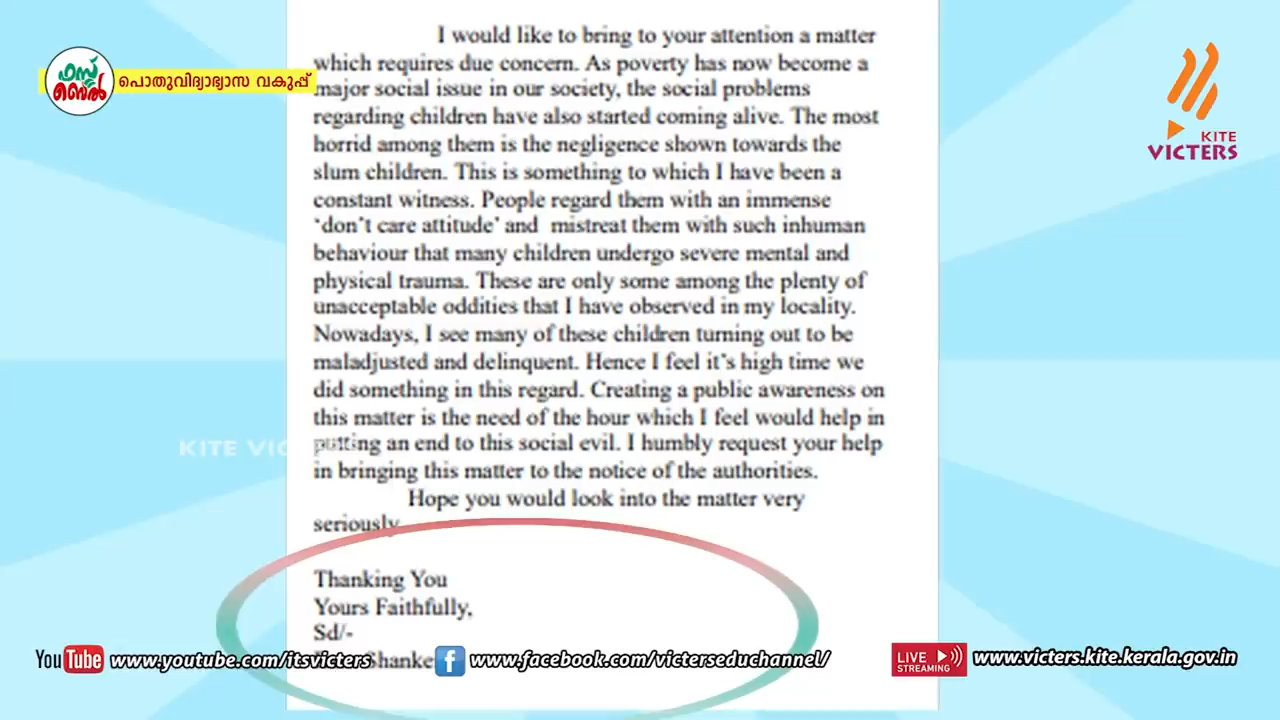 ഫസ്റ്റ്
ബെൽ
പൊതുവിദ്യാഭ്യാസ വകുപ്പ്
KITE
VICTERS
I would like to bring to your attention a matter
which requires due concern. As poverty has now become a
major social issue in our society, the social problems
regarding children have also started coming alive. The most
horrid among them is the negligence shown towards the
slum children. This is something to which I have been a
constant witness. People regard them with an immense
‘don’t care attitude’ and mistreat them with such inhuman
behaviour that many children undergo severe mental and
physical trauma. These are only some among the plenty of
unacceptable oddities that I have observed in my locality.
Nowadays, I see many of these children turning out to be
maladjusted and delinquent. Hence I feel it’s high time we
did something in this regard. Creating a public awareness on
this matter is the need of the hour which I feel would help in
putting an end to this social evil. I humbly request your help
in bringing this matter to the notice of the authorities.
Hope you would look into the matter very
seriously
KITE
Thanking You
Yours Faithfully,
Sd/-
YouTube www.youtube.com/itsvicters
f www.facebook.com/victerseduchannel/
LIVE STREAMING www.victers.kite.kerala.gov.in